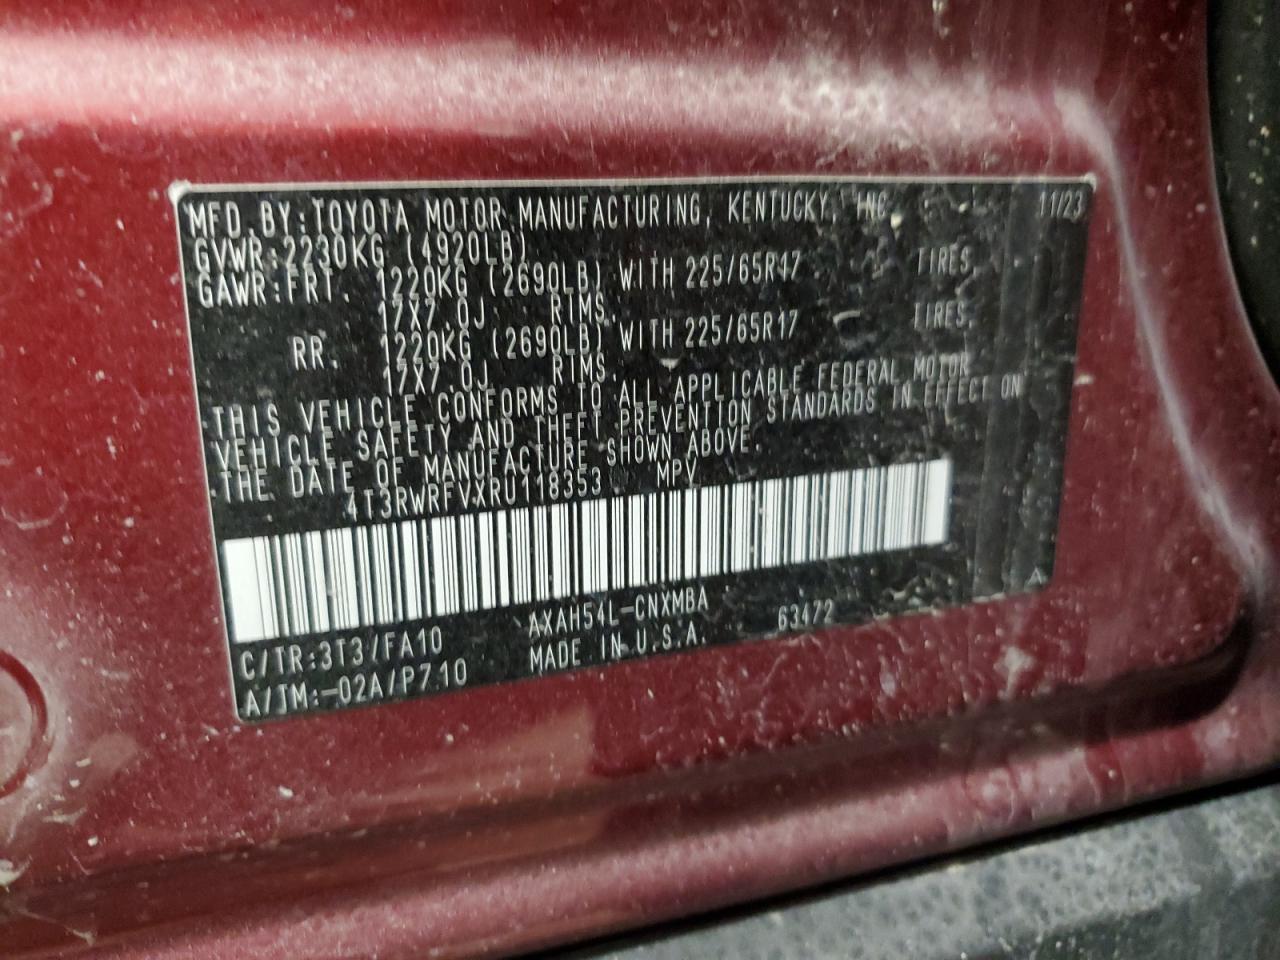 MFD.BY:TOYOTA MOTOR MANUFACTURING, KENTUCKY, INC. 11/23
GVWR:2230KG (4920LB)
GAWR:FRT. 1220KG (2690LB) WITH 225/65R17 TIRES,
17X7.0J RIMS.
RR. 1220KG (2690LB) WITH 225/65R17 TIRES,
17X7.0J RIMS.
THIS VEHICLE CONFORMS TO ALL APPLICABLE FEDERAL MOTOR
VEHICLE SAFETY AND THEFT PREVENTION STANDARDS IN EFFECT ON
THE DATE OF MANUFACTURE SHOWN ABOVE.
4T3RWRFVXRU118353 MPV
AXAH54L-CNXMBA 63472
C/TR:3T3/FA10 MADE IN U.S.A.
A/TM:-02A/P710